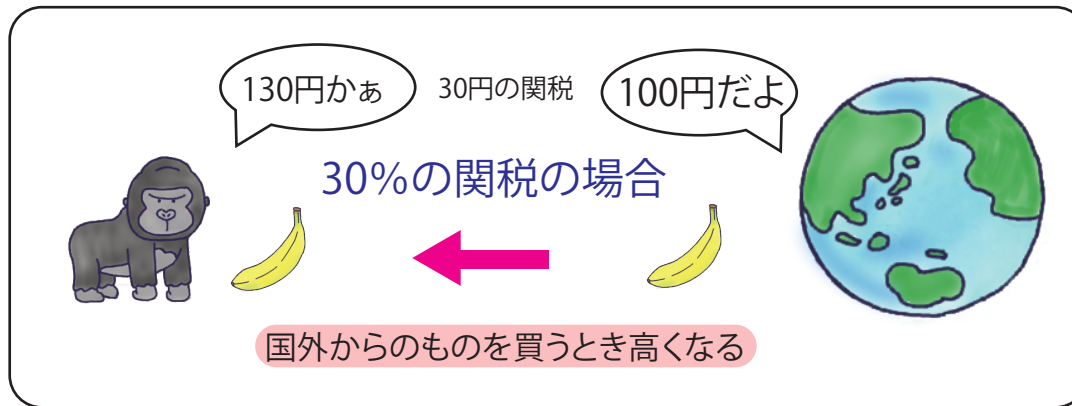 130円かぁ
30円の関税
100円だよ
30%の関税の場合
国外からのものを買うとき高くなる